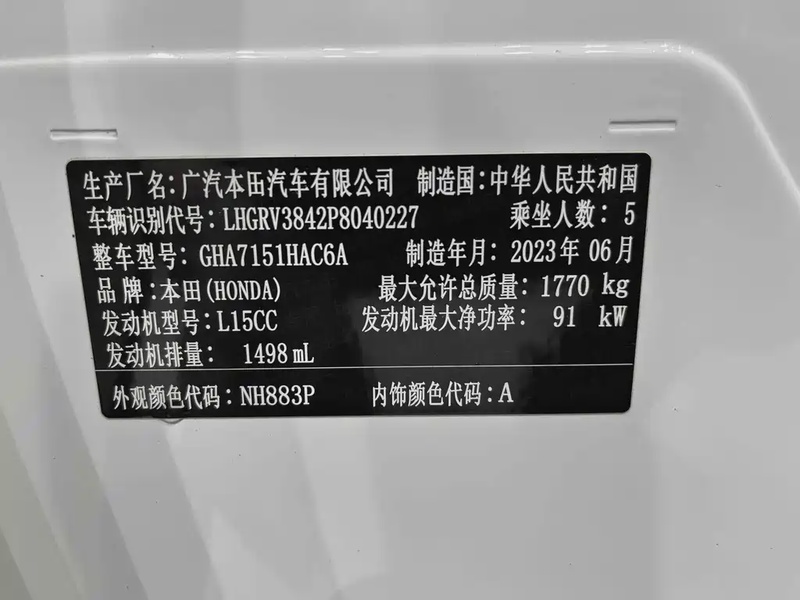 生产厂名：广汽本田汽车有限公司 制造国：中华人民共和国
车辆识别代号：LHGRV3842P8040227 乘坐人数：5
整车型号：GHA7151HAC6A 制造年月：2023年06月
品牌：本田(HONDA) 最大允许总质量：1770 kg
发动机型号：L15CC 发动机最大净功率：91 kW
发动机排量：1498 mL
外观颜色代码：NH883P 内饰颜色代码：A